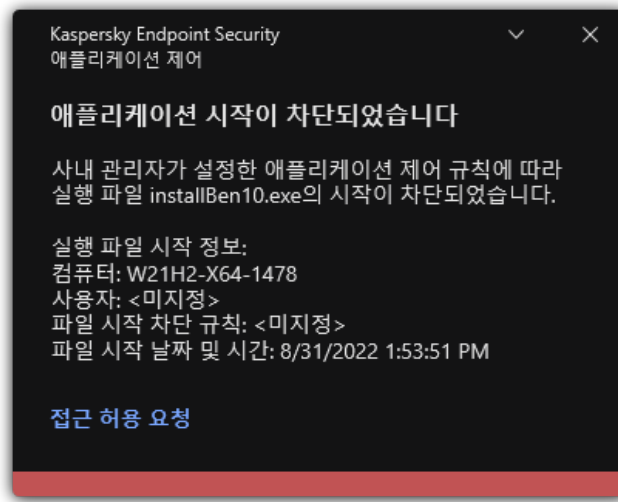 Kaspersky Endpoint Security
애플리케이션 제어
애플리케이션 시작이 차단되었습니다
사내 관리자가 설정한 애플리케이션 제어 규칙에 따라
실행 파일 installBen10.exe의 시작이 차단되었습니다.
실행 파일 시작 정보:
컴퓨터: W21H2-X64-1478
사용자: <미지정>
파일 시작 차단 규칙: <미지정>
파일 시작 날짜 및 시간: 8/31/2022 1:53:51 PM
접근 허용 요청